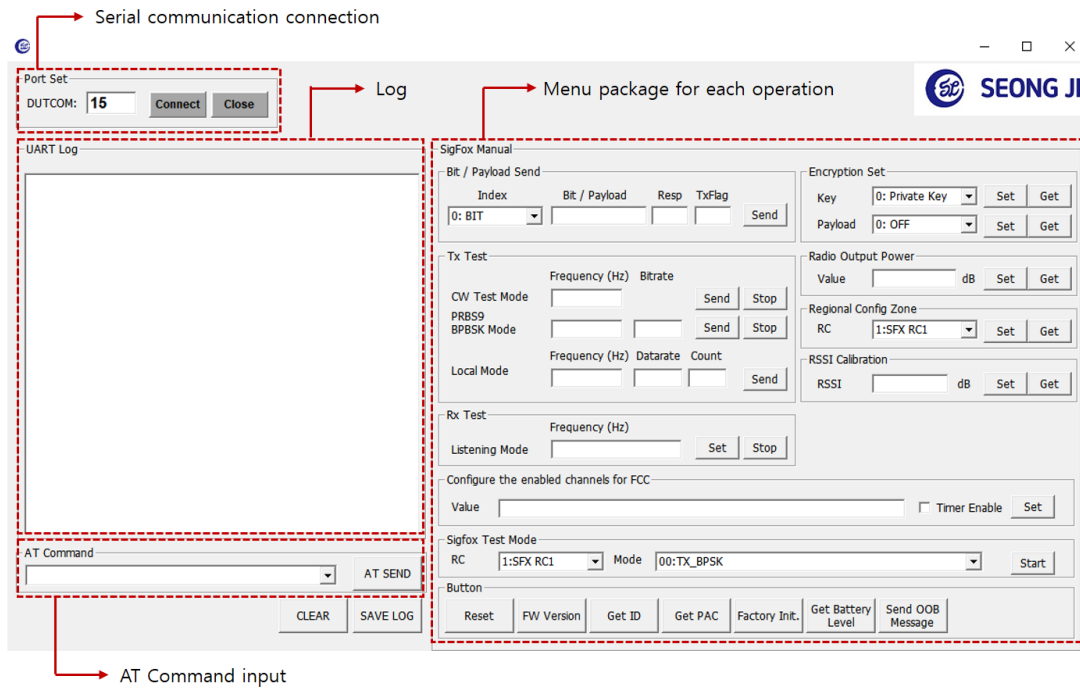 Serial communication connection
Port Set
DUTCOM: 15 Connect Close
Log
Menu package for each operation
SEONG
UART Log
SigFox Manual
Bit / Payload Send
Index Bit / Payload Resp TxFlag
0: BIT Send
Tx Test
Frequency (Hz) Bitrate
CW Test Mode Send Stop
PRBS9
BPBSK Mode Send Stop
Frequency (Hz) Datarate Count
Local Mode Send
Rx Test
Frequency (Hz)
Listening Mode Set Stop
Encryption Set
Key 0: Private Key Set Get
Payload 0: OFF Set Get
Radio Output Power
Value dB Set Get
Regional Config Zone
RC 1:SFX RC1 Set Get
RSSI Calibration
RSSI dB Set Get
Configure the enabled channels for FCC
Value Timer Enable Set
Sigfox Test Mode
RC 1:SFX RC1 Mode 00:TX_BPSK Start
Button
Reset FW Version Get ID Get PAC Factory Init. Get Battery Level Send OOB Message
AT Command
AT SEND
CLEAR SAVE LOG
AT Command input